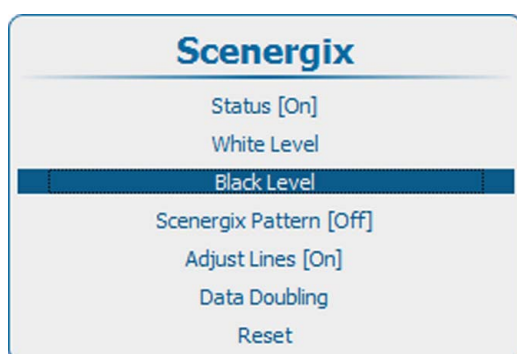 Scenergix
Status [On]
White Level
Black Level
Scenergix Pattern [Off]
Adjust Lines [On]
Data Doubling
Reset